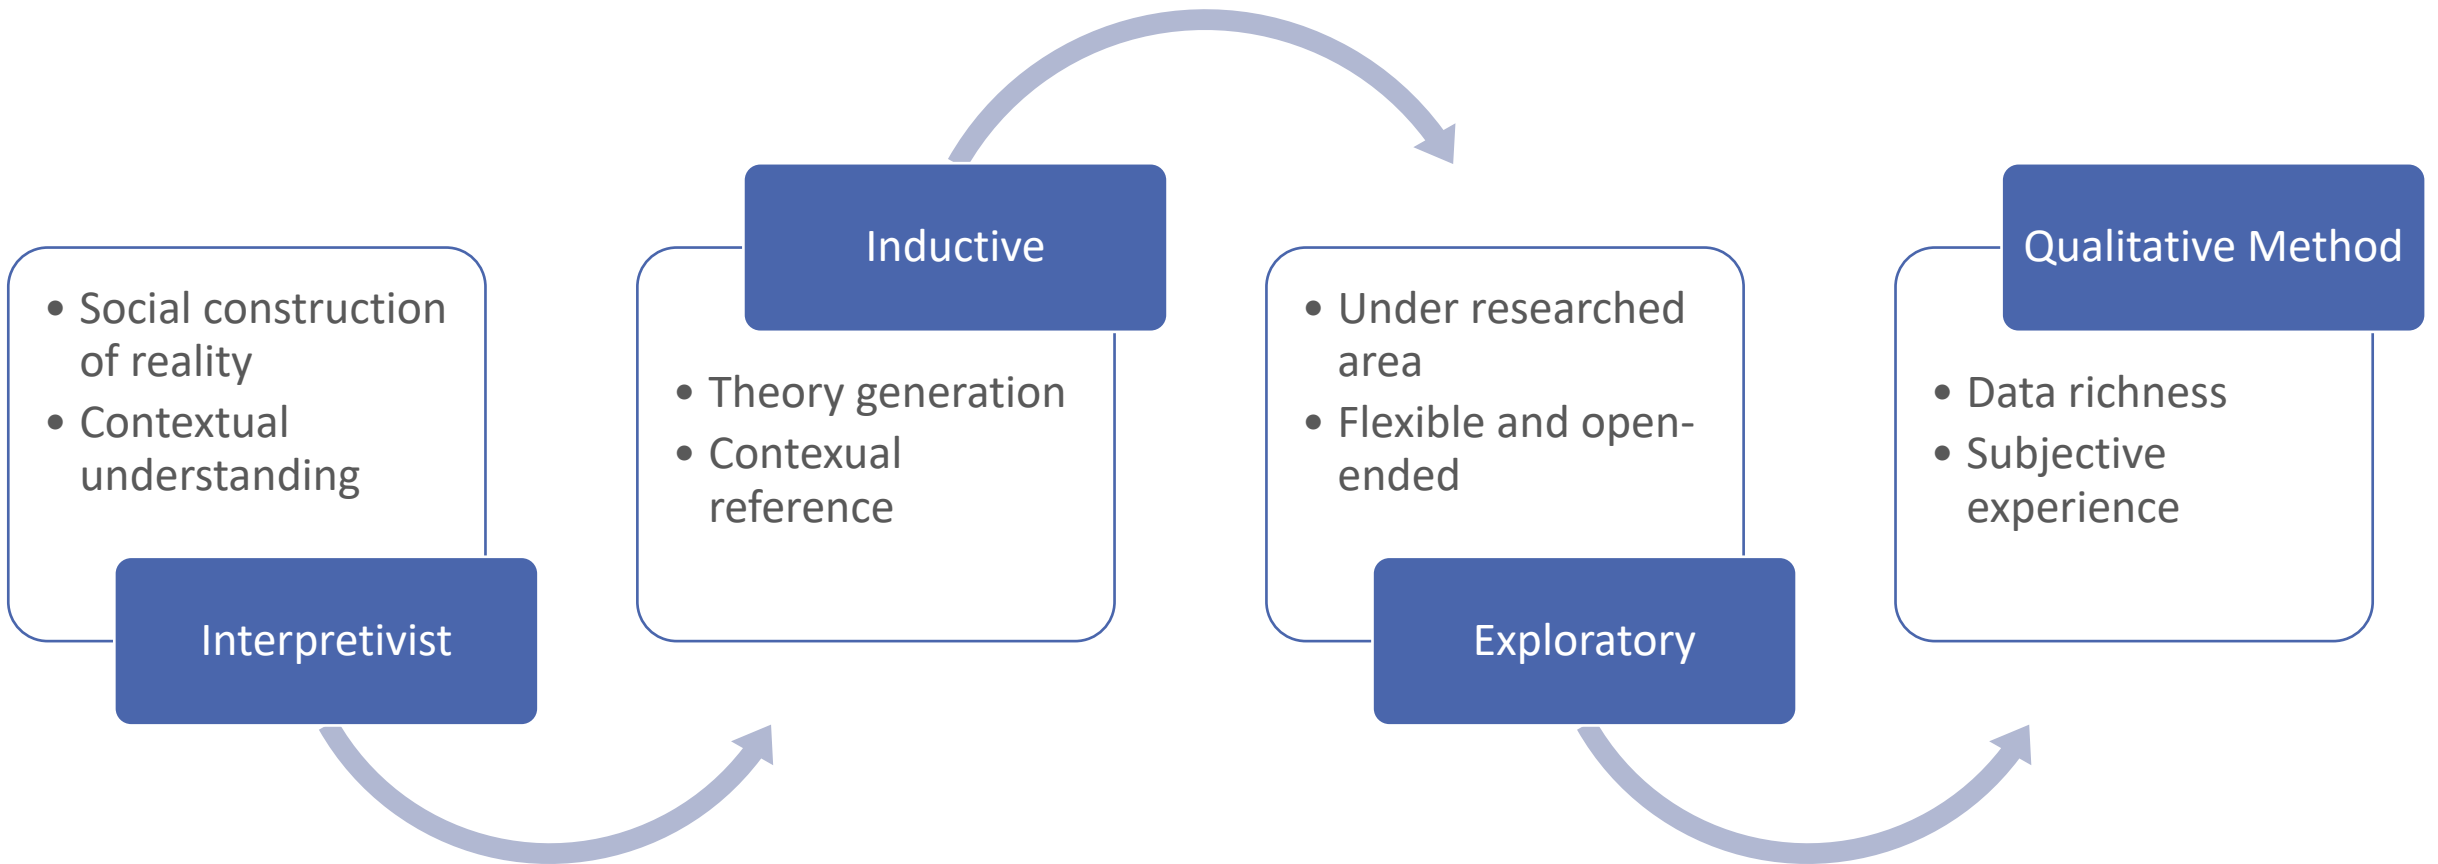 • Social construction
of reality
• Contextual
understanding
Interpretivist
Inductive
• Theory generation
• Contexual
reference
• Under researched
area
• Flexible and open-
ended
Exploratory
Qualitative Method
• Data richness
• Subjective
experience